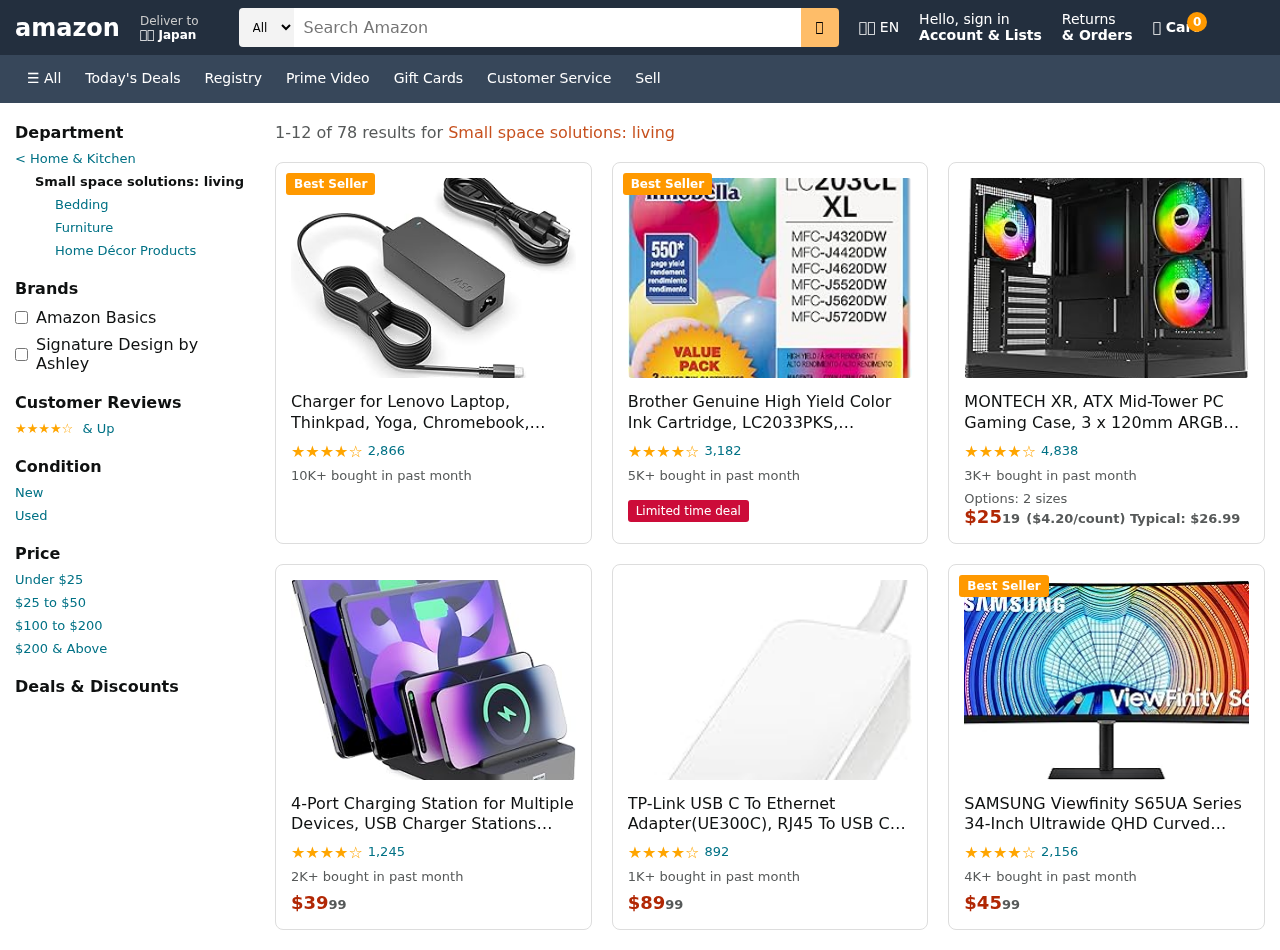 amazon
Deliver to
Japan
All
Search Amazon
EN
Hello, sign in
Account & Lists
Returns
& Orders
0
☰ All
Today's Deals
Registry
Prime Video
Gift Cards
Customer Service
Sell
Department
< Home & Kitchen
Small space solutions: living
Bedding
Furniture
Home Décor Products
Brands
Amazon Basics
Signature Design by
Ashley
Customer Reviews
★★★★☆ & Up
Condition
New
Used
Price
Under $25
$25 to $50
$100 to $200
$200 & Above
Deals & Discounts
1-12 of 78 results for Small space solutions: living
Best Seller
65W
Charger for Lenovo Laptop,
Thinkpad, Yoga, Chromebook,…
★★★★☆ 2,866
10K+ bought in past month
Best Seller
innobella
LC203CL
XL
550*
page yield
rendement
rendimiento
MFC-J4320DW
MFC-J4420DW
MFC-J4620DW
MFC-J5520DW
MFC-J5620DW
MFC-J5720DW
VALUE
PACK
Brother Genuine High Yield Color
Ink Cartridge, LC2033PKS,…
★★★★☆ 3,182
5K+ bought in past month
Limited time deal
MONTECH XR, ATX Mid-Tower PC
Gaming Case, 3 x 120mm ARGB…
★★★★☆ 4,838
3K+ bought in past month
Options: 2 sizes
$25 19 ($4.20/count) Typical: $26.99
4-Port Charging Station for Multiple
Devices, USB Charger Stations…
★★★★☆ 1,245
2K+ bought in past month
$39 99
TP-Link USB C To Ethernet
Adapter(UE300C), RJ45 To USB C…
★★★★☆ 892
1K+ bought in past month
$89 99
Best Seller
SAMSUNG
ViewFinity S6
SAMSUNG Viewfinity S65UA Series
34-Inch Ultrawide QHD Curved…
★★★★☆ 2,156
4K+ bought in past month
$45 99